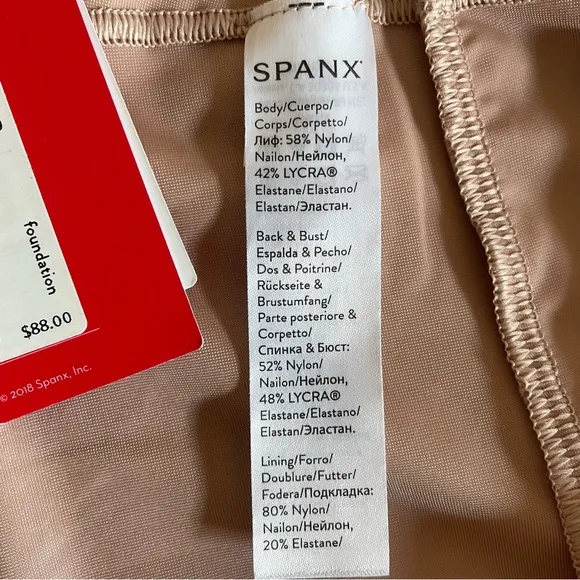 SPANX®
Body/Cuerpo/
Corps/Corpetto/
Лиф: 58% Nylon/
Nailon/Нейлон,
42% LYCRA®
Elastane/Elastano/
Elastan/Эластан.
Back & Bust/
Espalda & Pecho/
Dos & Poitrine/
Rückseite &
Brustumfang/
Parte posteriore &
Corpetto/
Спинка & Бюст:
52% Nylon/
Nailon/Нейлон,
48% LYCRA®
Elastane/Elastano/
Elastan/Эластан.
Lining/Forro/
Doublure/Futter/
Fodera/Подкладка:
80% Nylon/
Nailon/Нейлон,
20% Elastane/
foundation
$88.00
© 2018 Spanx, Inc.